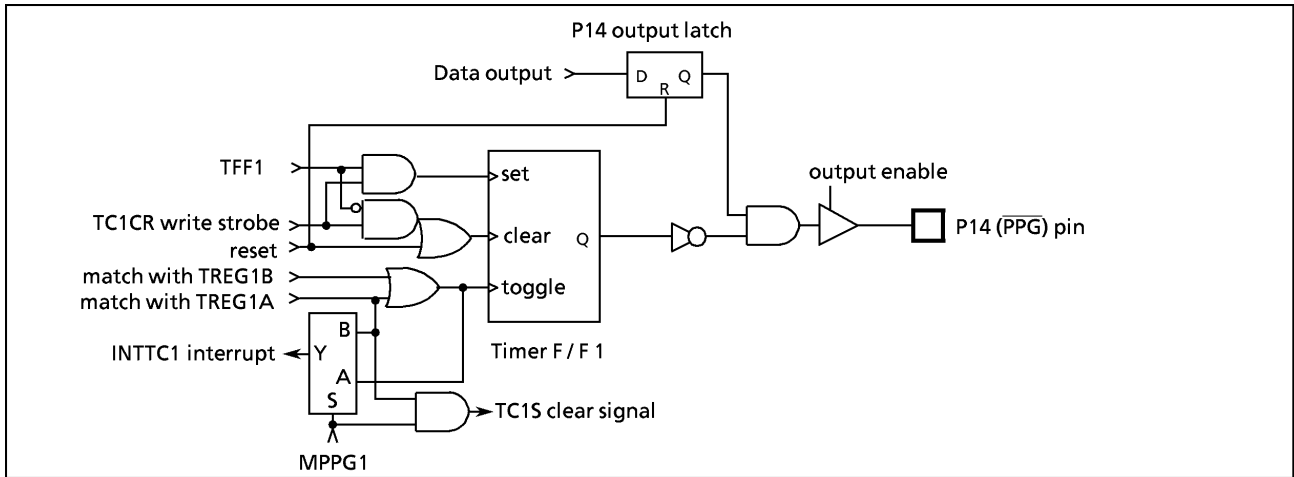 P14 output latch
Data output
D Q
R
TFF1
set
output enable
TC1CR write strobe
reset
clear
Q
P14 (PPG) pin
match with TREG1B
match with TREG1A
toggle
B
INTTC1 interrupt
Y
A
S
Timer F / F 1
TC1S clear signal
MPPG1